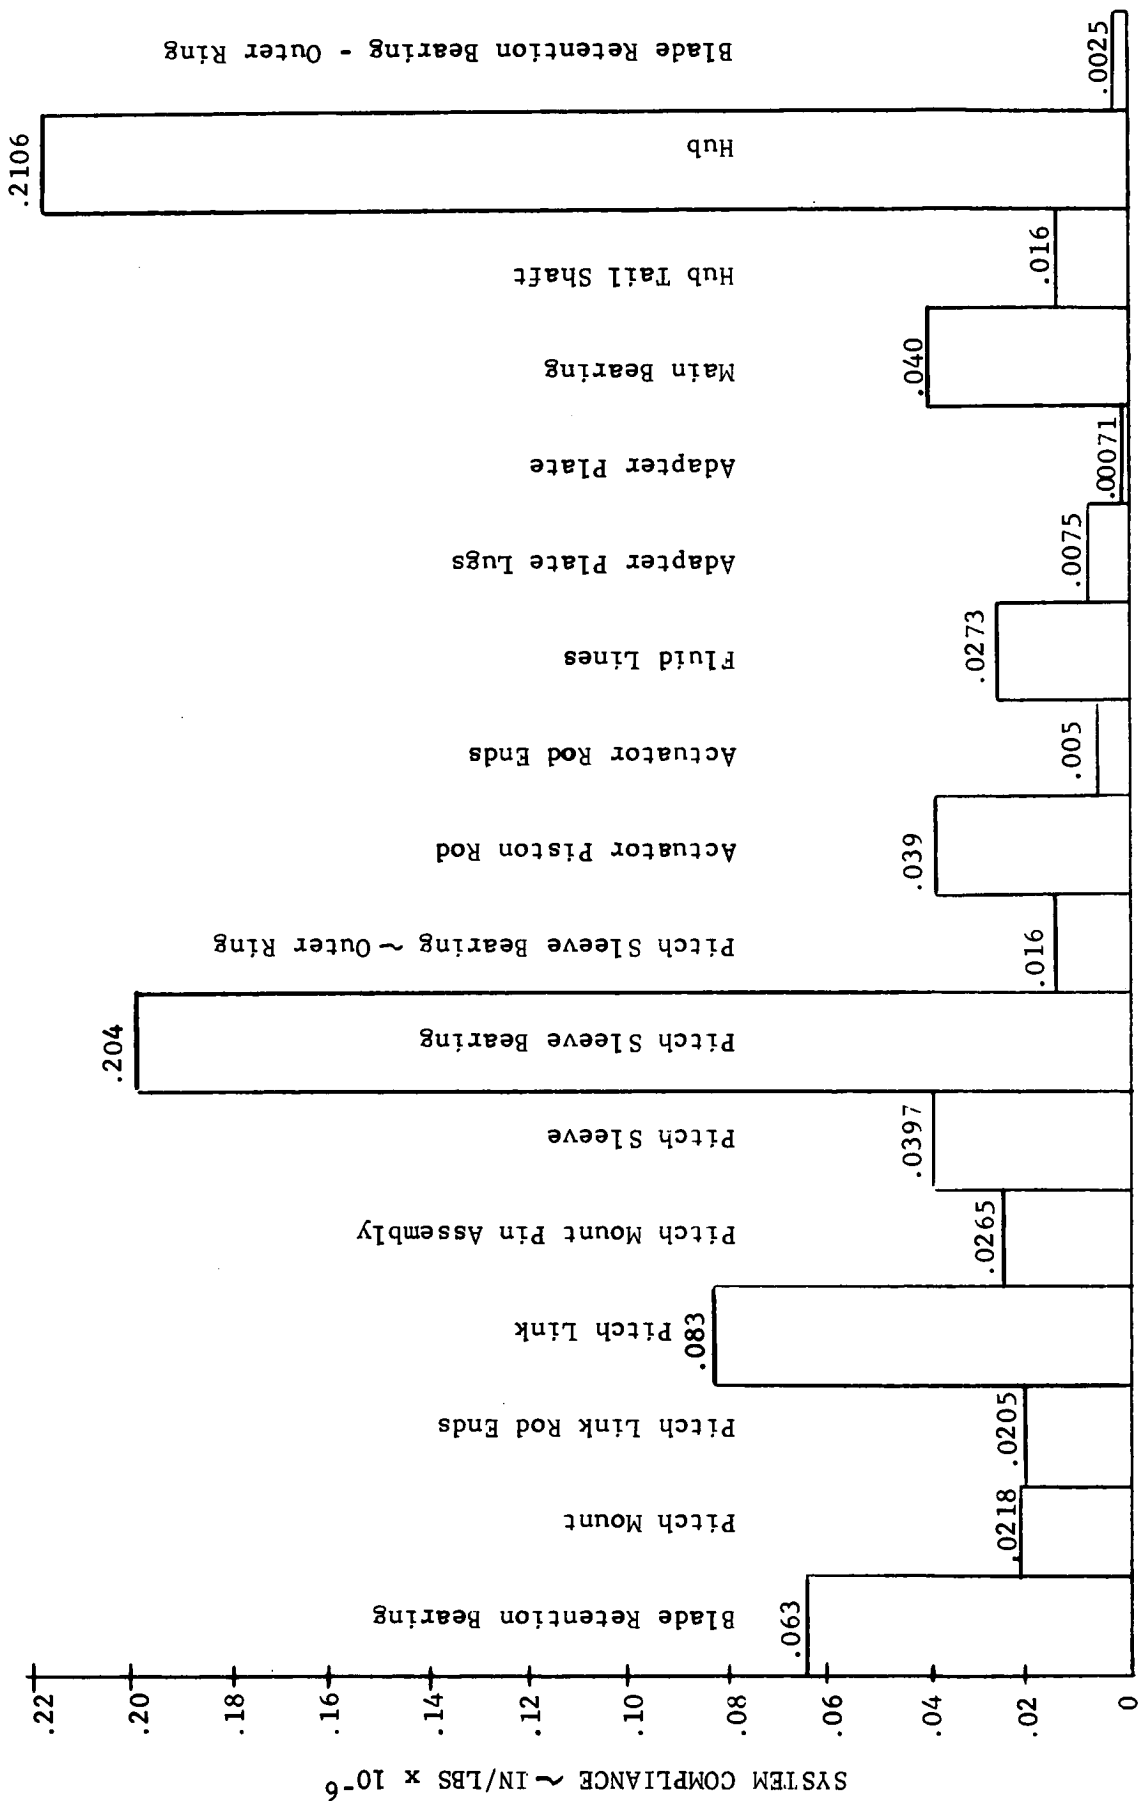 SYSTEM COMPLIANCE ~ IN/LBS x 10-6
.22
.20
.18
.16
.14
.12
.10
.08
.06
.04
.02
0
Blade Retention Bearing
.063
Pitch Mount
.0218
Pitch Link Rod Ends
.0205
Pitch Link
.083
Pitch Mount Pin Assembly
.0265
Pitch Sleeve
.0397
Pitch Sleeve Bearing
.204
Pitch Sleeve Bearing ~ Outer Ring
.016
Actuator Piston Rod
.039
Actuator Rod Ends
.005
Fluid Lines
.0273
Adapter Plate Lugs
.0075
Adapter Plate
.00071
Main Bearing
.040
Hub Tail Shaft
.016
Hub
.2106
Blade Retention Bearing - Outer Ring
.0025